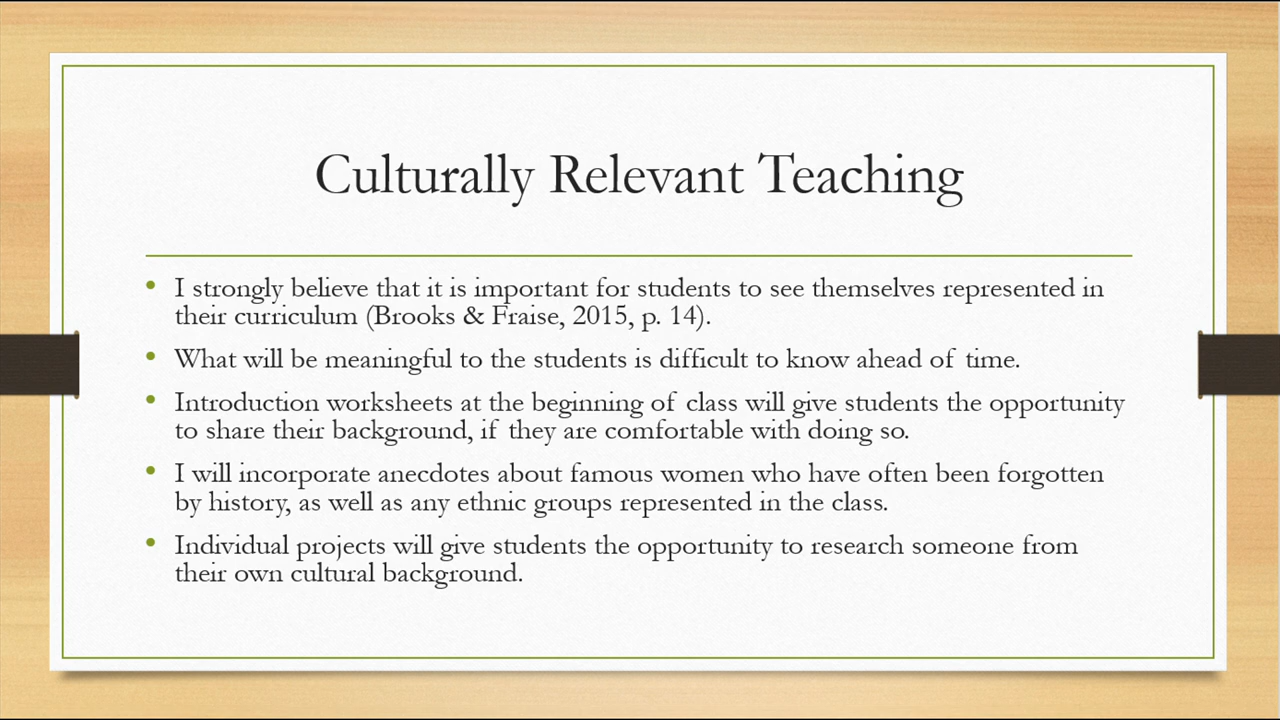 Culturally Relevant Teaching
• I strongly believe that it is important for students to see themselves represented in
their curriculum (Brooks & Fraise, 2015, p. 14).
• What will be meaningful to the students is difficult to know ahead of time.
• Introduction worksheets at the beginning of class will give students the opportunity
to share their background, if they are comfortable with doing so.
• I will incorporate anecdotes about famous women who have often been forgotten
by history, as well as any ethnic groups represented in the class.
• Individual projects will give students the opportunity to research someone from
their own cultural background.